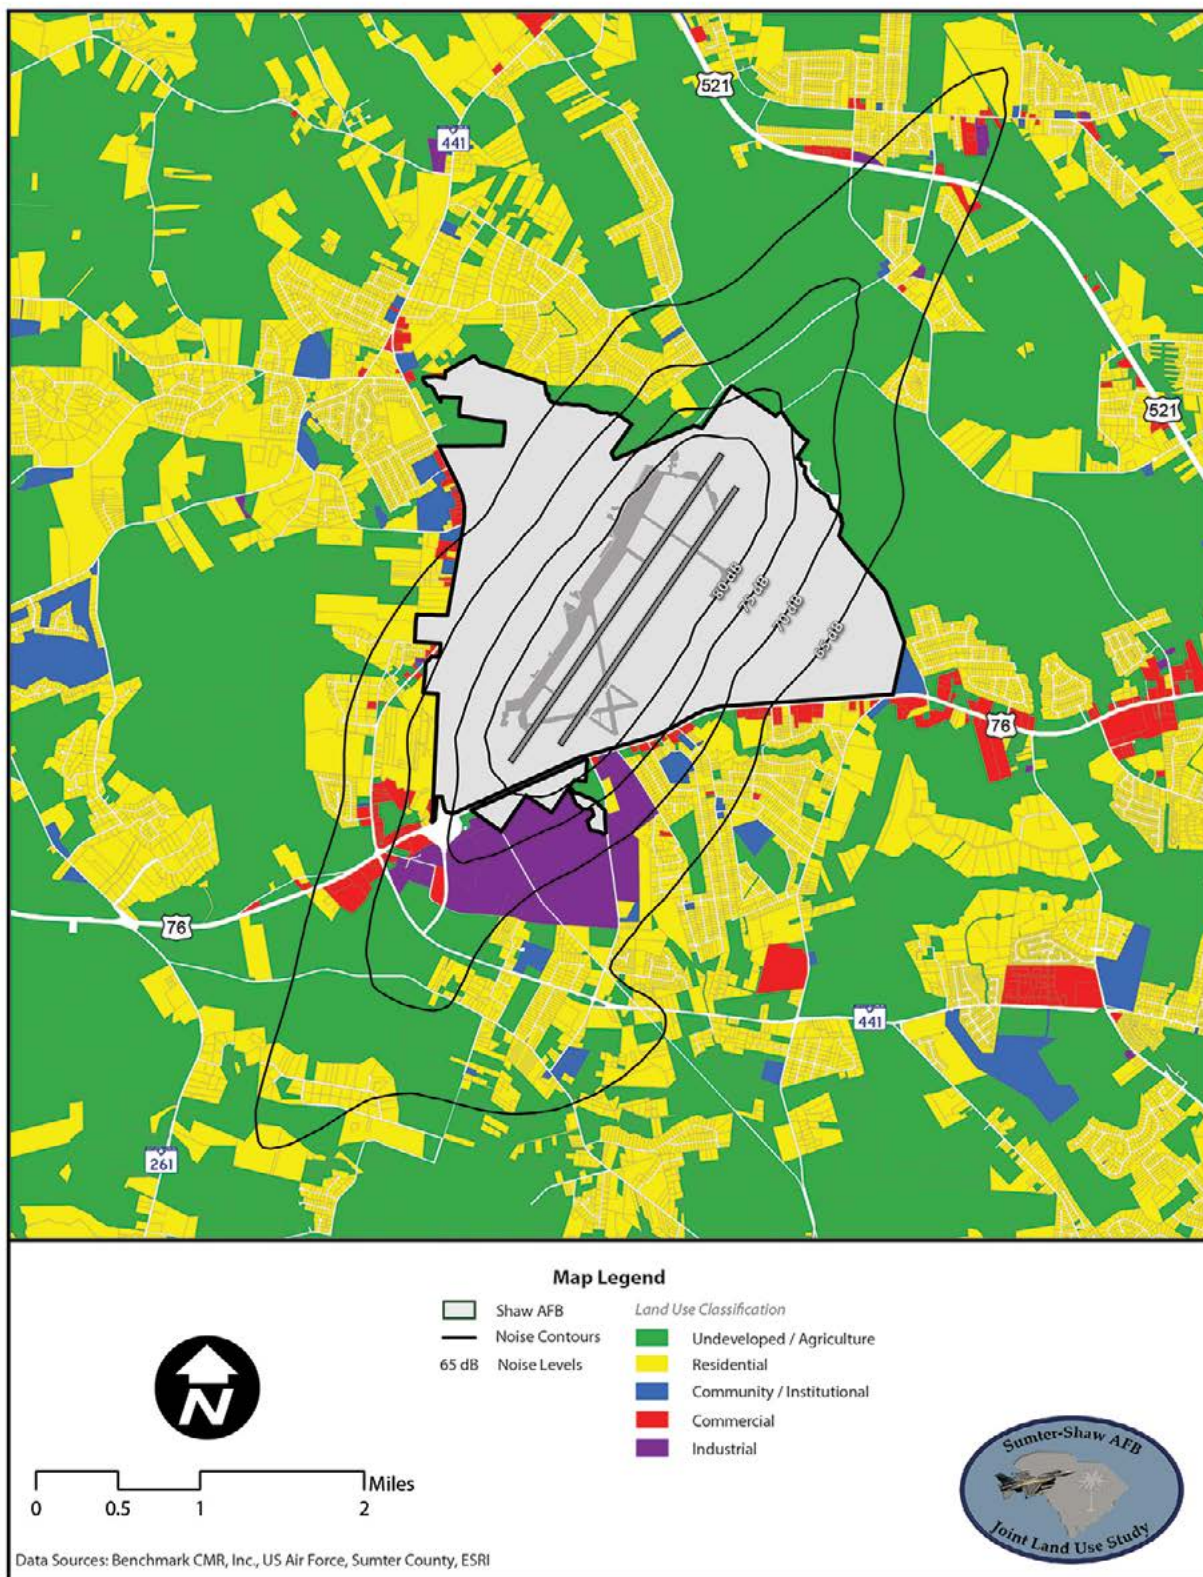 521
441
521
80 dB
75 dB
70 dB
65 dB
76
76
441
261
Map Legend
Shaw AFB
Noise Contours
65 dB Noise Levels
Land Use Classification
Undeveloped / Agriculture
Residential
Community / Institutional
Commercial
Industrial
N
Miles
0 0.5 1 2
Sumter-Shaw AFB
Joint Land Use Study
Data Sources: Benchmark CMR, Inc., US Air Force, Sumter County, ESRI